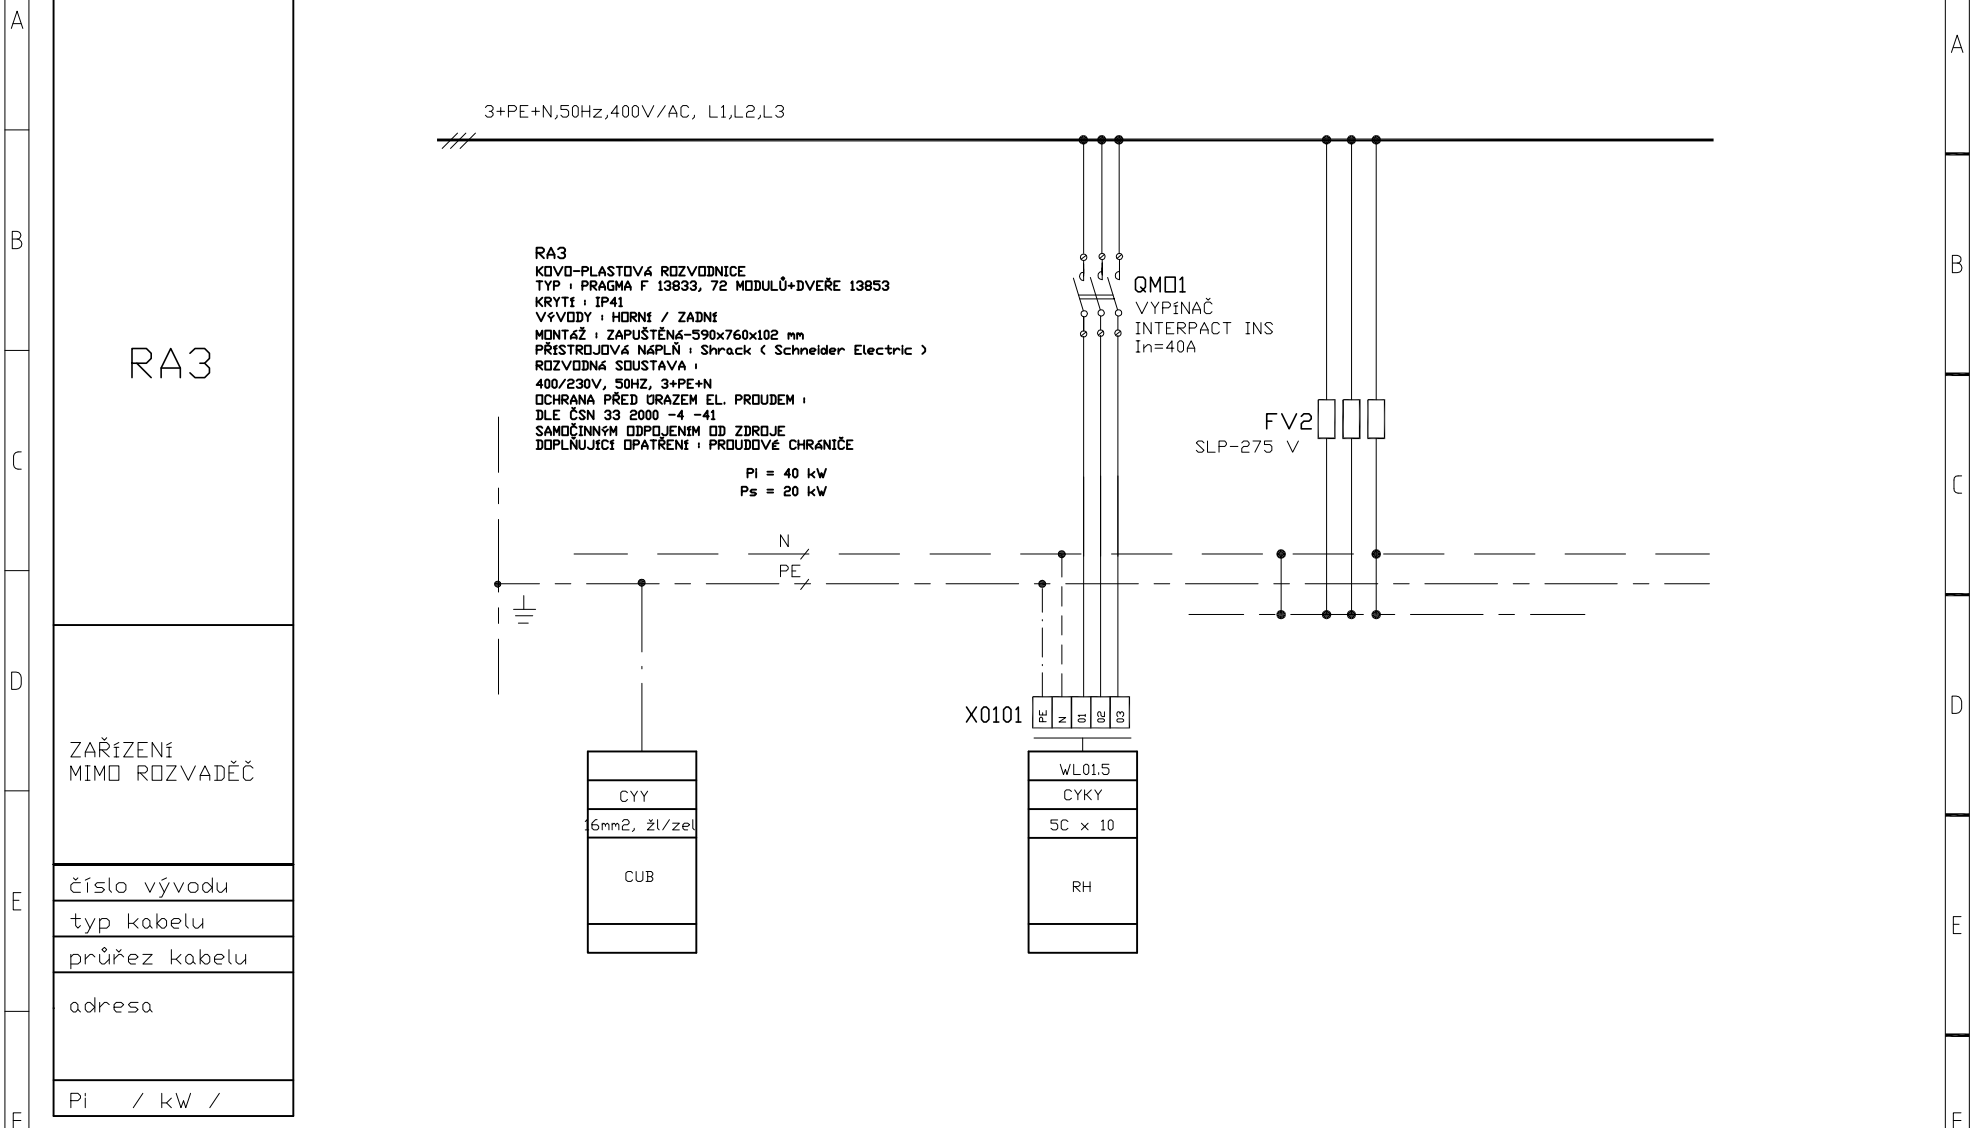 A
A
3+PE+N,50Hz,400V/AC, L1,L2,L3
B
B
RA3
KOVO-PLASTOVÁ ROZVODNICE
TYP : PRAGMA F 13833, 72 MODULŮ+DVEŘE 13853
KRYTÍ : IP41
VÝVODY : HORNÍ / ZADNÍ
MONTÁŽ : ZAPUŠTĚNÁ-590x760x102 mm
PŘÍSTROJOVÁ NÁPLŇ : Shrack ( Schneider Electric )
ROZVODNÁ SOUSTAVA :
400/230V, 50HZ, 3+PE+N
OCHRANA PŘED ÚRAZEM EL. PROUDEM :
DLE ČSN 33 2000 -4 -41
SAMOČINNÝM ODPOJENÍM OD ZDROJE
DOPLŇUJÍCÍ OPATŘENÍ : PROUDOVÉ CHRÁNIČE
Pi = 40 kW
Ps = 20 kW
QM01
VYPÍNAČ
INTERPACT INS
In=40A
RA3
FV2
SLP-275 V
C
C
N
PE
D
D
X0101
PE
N
01
02
03
ZAŘÍZENÍ
MIMO ROZVADĚČ
WL01.5
CYY
CYKY
16mm2, žl/zel
5C x 10
CUB
RH
číslo vývodu
typ kabelu
průřez kabelu
adresa
Pi / kW /
E
E
F
F